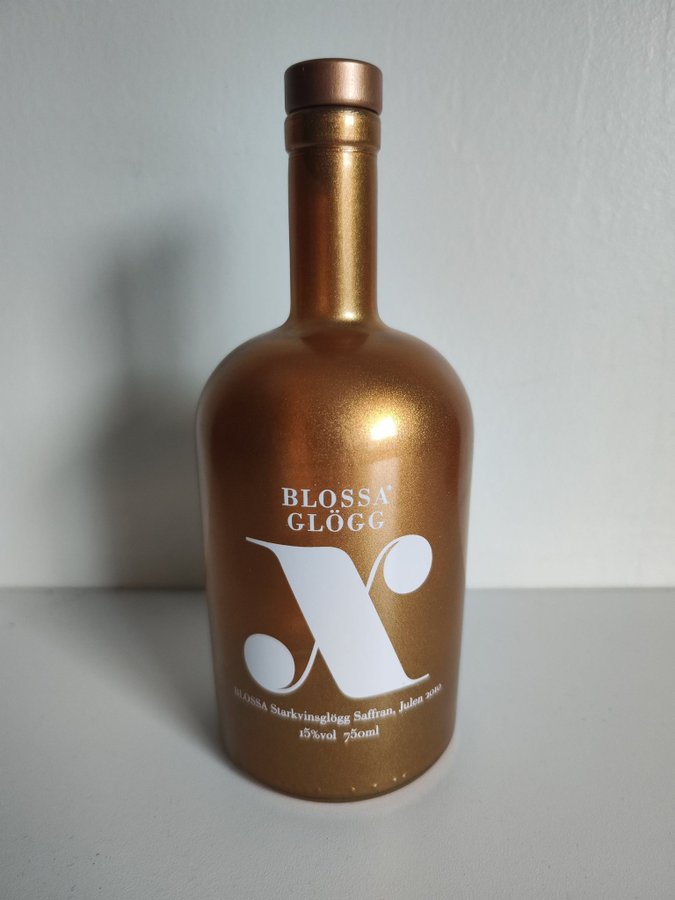 BLOSSA*
GLÖGG
X
BLOSSA Starkvinsglögg Saffran, Julen 2010
15%vol 750ml